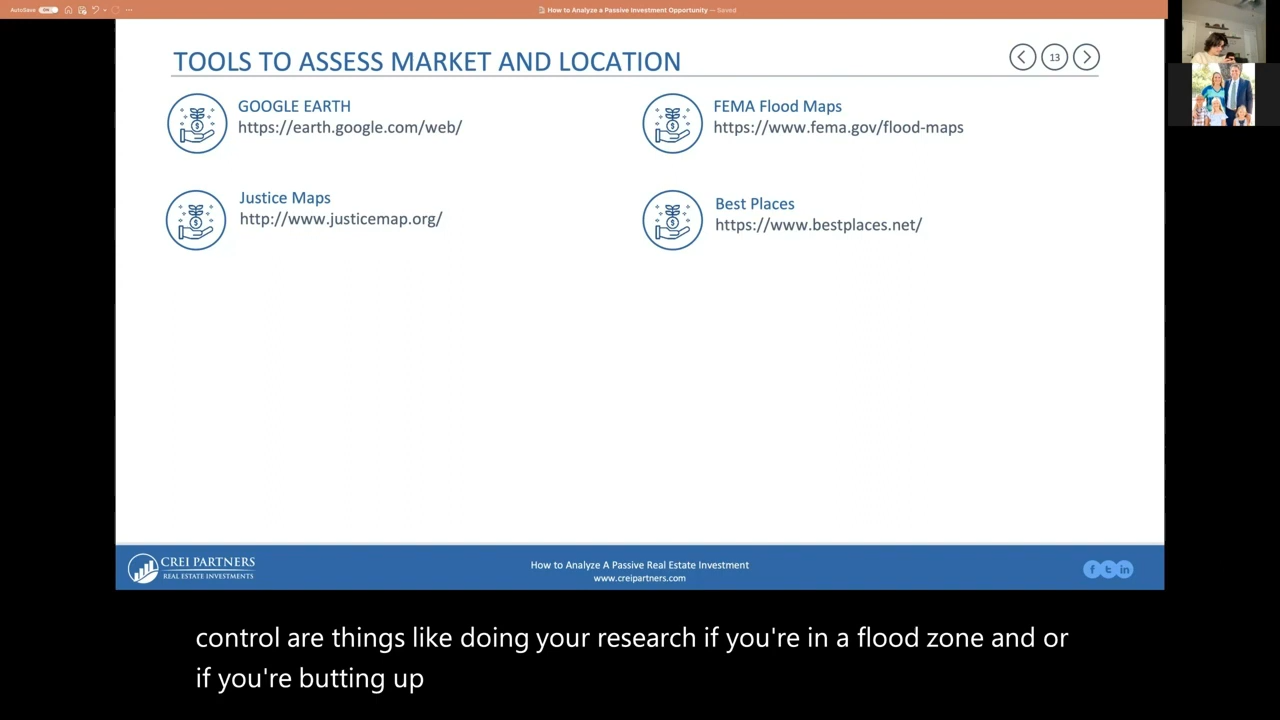 AutoSave ON
How to Analyze a Passive Investment Opportunity — Saved
TOOLS TO ASSESS MARKET AND LOCATION
13
GOOGLE EARTH
https://earth.google.com/web/
FEMA Flood Maps
https://www.fema.gov/flood-maps
Justice Maps
http://www.justicemap.org/
Best Places
https://www.bestplaces.net/
CREI PARTNERS
REAL ESTATE INVESTMENTS
How to Analyze A Passive Real Estate Investment
www.creipartners.com
control are things like doing your research if you're in a flood zone and or
if you're butting up